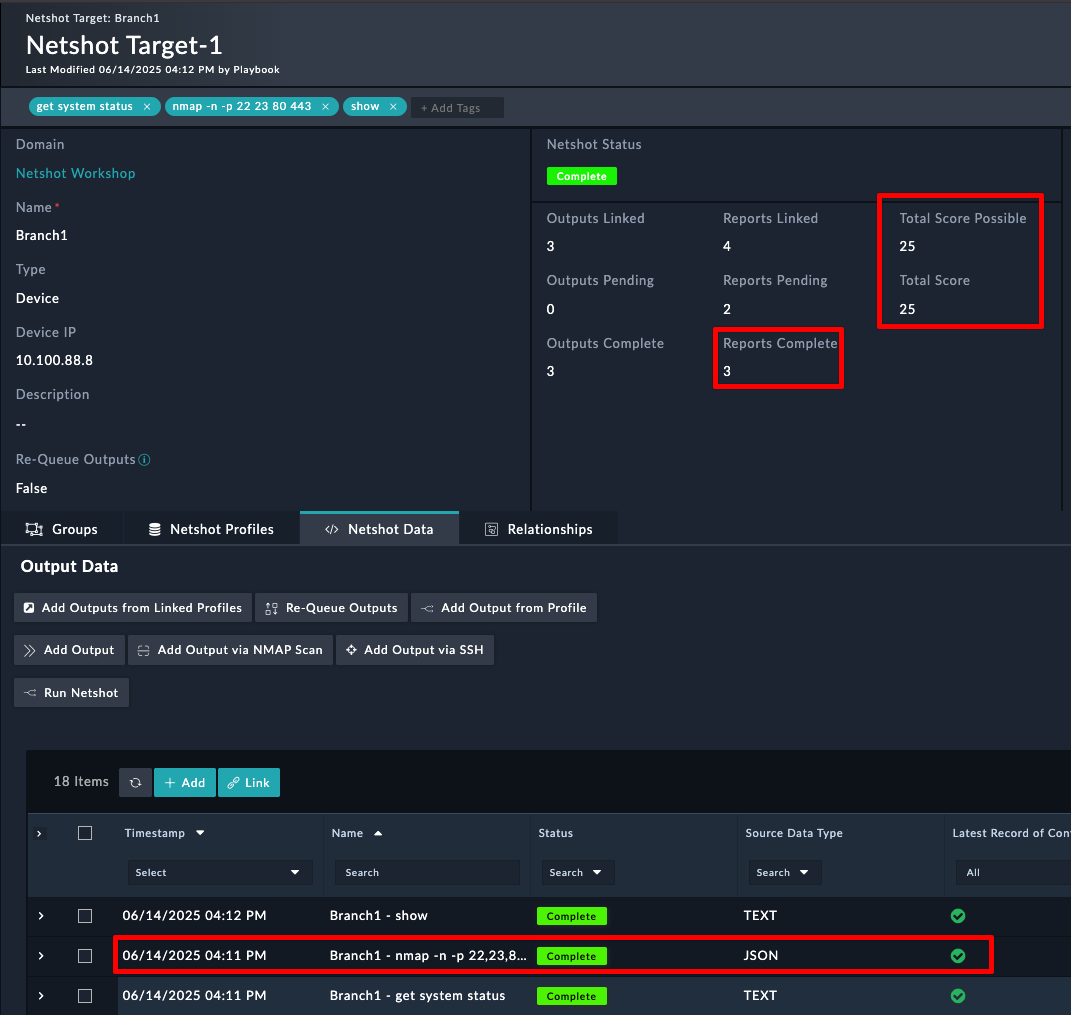 Netshot Target: Branch1
Netshot Target-1
Last Modified 06/14/2025 04:12 PM by Playbook
get system status × nmap -n -p 22 23 80 443 × show × + Add Tags
Domain
Netshot Workshop
Name*
Branch1
Type
Device
Device IP
10.100.88.8
Description
--
Re-Queue Outputs
False
Netshot Status
Complete
Outputs Linked Reports Linked Total Score Possible
3 4 25
Outputs Pending Reports Pending Total Score
0 2 25
Outputs Complete Reports Complete
3 3
Groups Netshot Profiles </> Netshot Data Relationships
Output Data
Add Outputs from Linked Profiles Re-Queue Outputs Add Output from Profile
Add Output Add Output via NMAP Scan Add Output via SSH
Run Netshot
18 Items + Add Link
Timestamp Name Status Source Data Type Latest Record of Con
Select Search Search Search All
06/14/2025 04:12 PM Branch1 - show Complete TEXT
06/14/2025 04:11 PM Branch1 - nmap -n -p 22,23,8... Complete JSON
06/14/2025 04:11 PM Branch1 - get system status Complete TEXT